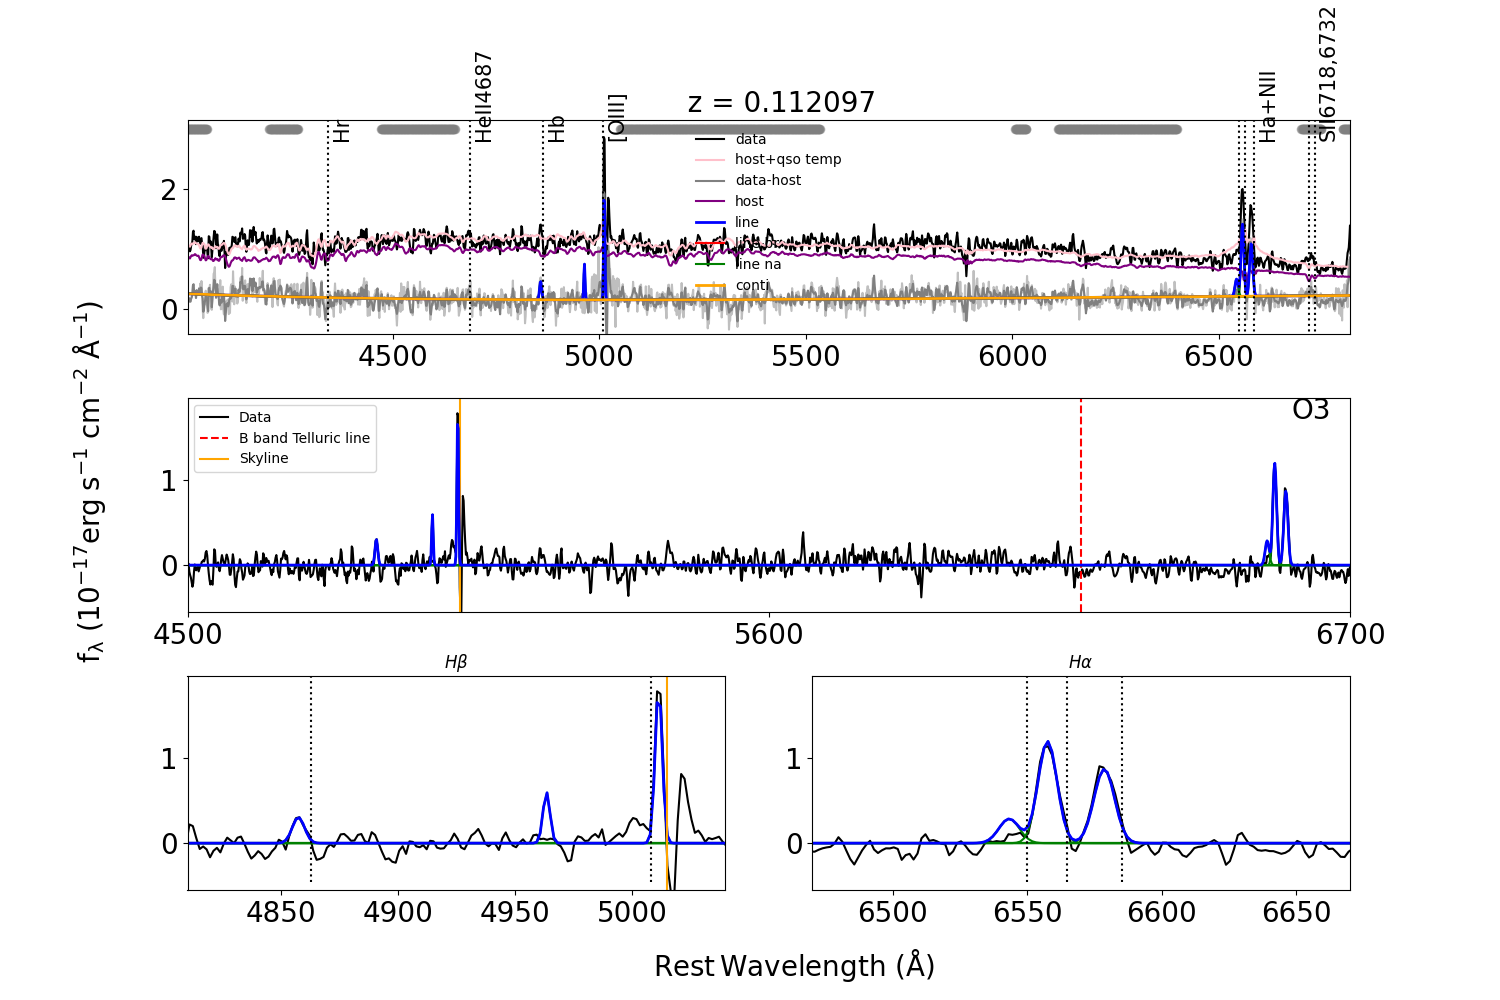 z = 0.112097
Hr
HeII4687
Hb
[OIII]
Ha+NII
SII6718,6732
data
host+qso temp
data-host
host
line
line na
conti
2
0
4500
5000
5500
6000
6500
Data
B band Telluric line
Skyline
O3
1
0
4500
5600
6700
Hβ
Hα
1
0
4850
4900
4950
5000
1
0
6500
6550
6600
6650
f_λ (10^{-17} erg s^{-1} cm^{-2} Å^{-1})
Rest Wavelength (Å)